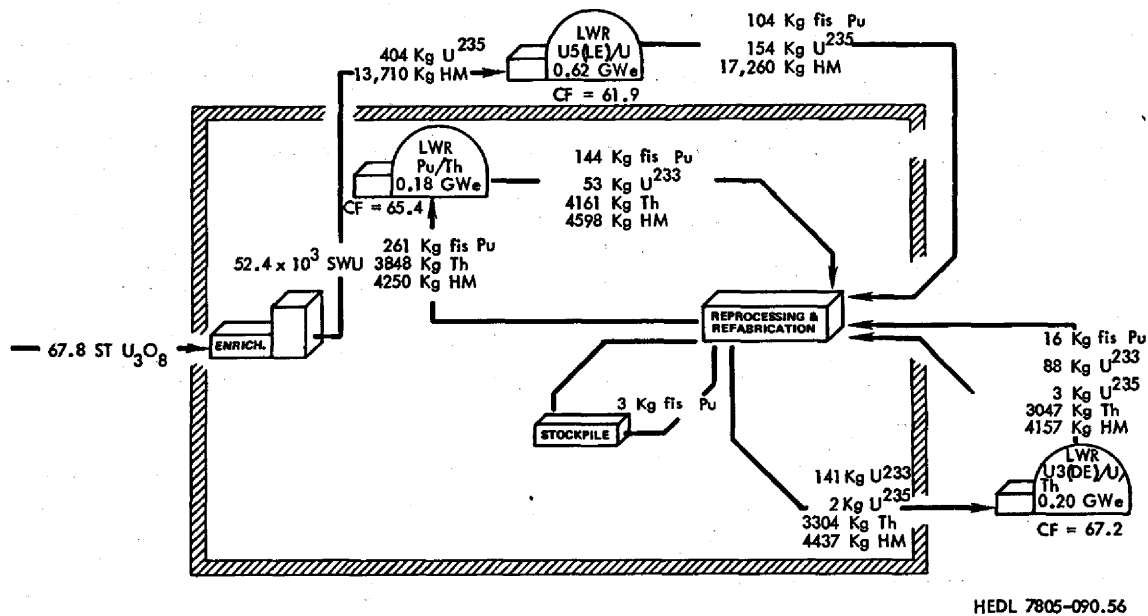 LWR
U5(LE)/U
0.62 GWe
CF = 61.9
404 Kg U²³⁵
13,710 Kg HM
104 Kg fis Pu
154 Kg U²³⁵
17,260 Kg HM
LWR
Pu/Th
0.18 GWe
CF = 65.4
144 Kg fis Pu
53 Kg U²³³
4161 Kg Th
4598 Kg HM
52.4 x 10³ SWU
261 Kg fis Pu
3848 Kg Th
4250 Kg HM
67.8 ST U₃O₈
ENRICH.
REPROCESSING &
REFABRICATION
3 Kg fis Pu
STOCKPILE
16 Kg fis Pu
88 Kg U²³³
3 Kg U²³⁵
3047 Kg Th
4157 Kg HM
141 Kg U²³³
2 Kg U²³⁵
3304 Kg Th
4437 Kg HM
LWR
U3(DE)/U/
Th
0.20 GWe
CF = 67.2
HEDL 7805-090.56